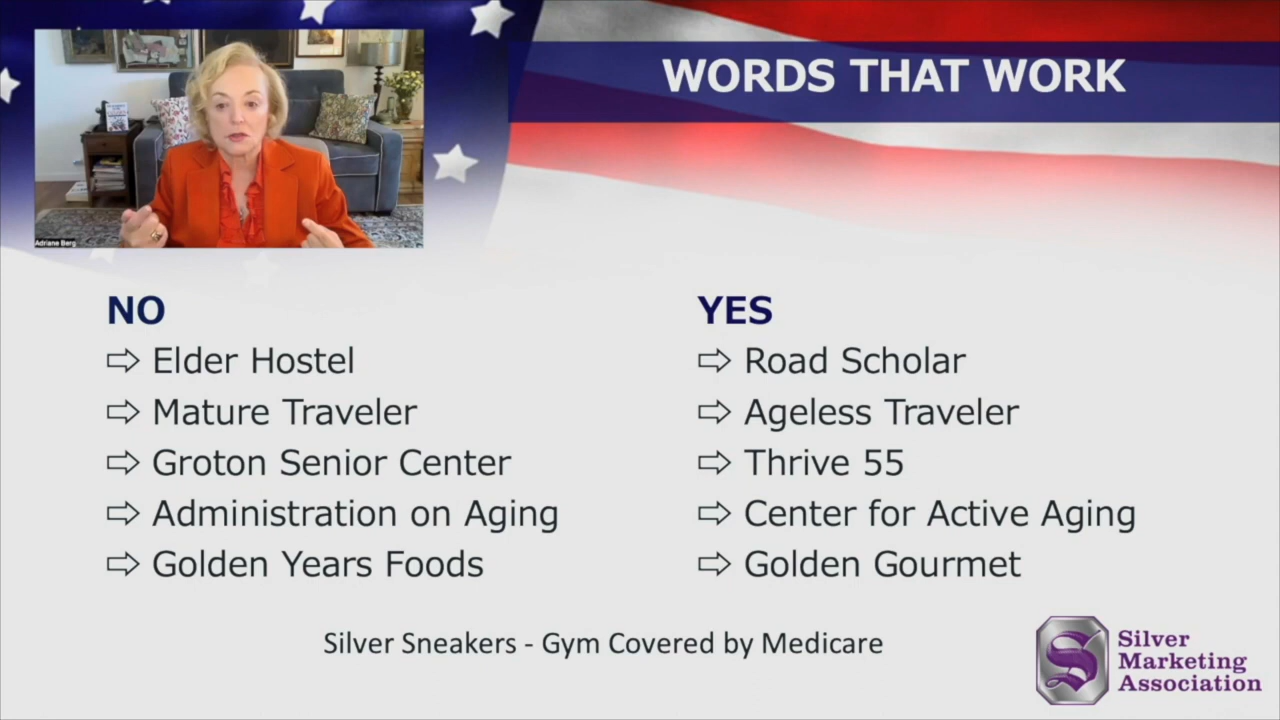 WORDS THAT WORK
Adriane Berg
NO
⇨ Elder Hostel
⇨ Mature Traveler
⇨ Groton Senior Center
⇨ Administration on Aging
⇨ Golden Years Foods
YES
⇨ Road Scholar
⇨ Ageless Traveler
⇨ Thrive 55
⇨ Center for Active Aging
⇨ Golden Gourmet
Silver Sneakers - Gym Covered by Medicare
S
Silver
Marketing
Association